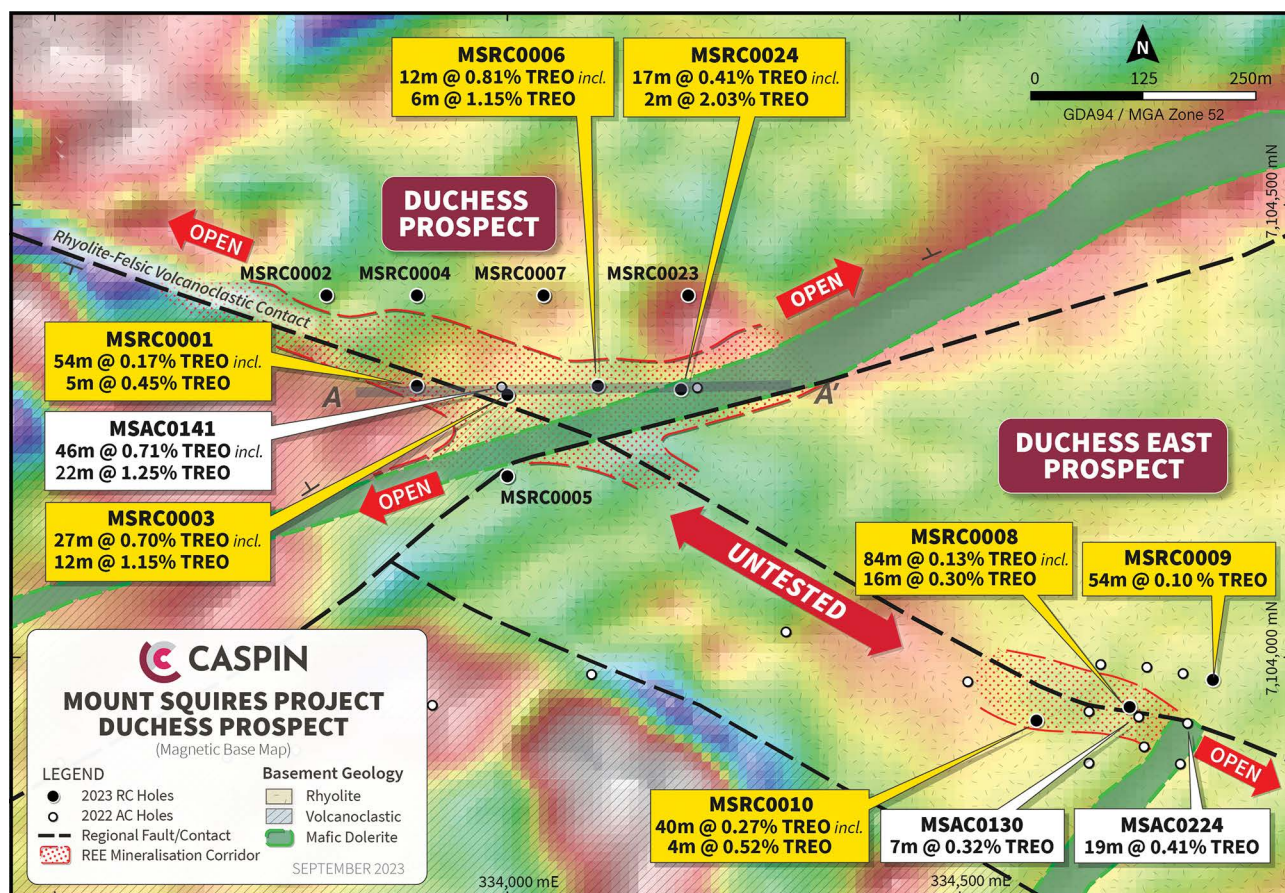 MSRC0006
12m @ 0.81% TREO incl.
6m @ 1.15% TREO
MSRC0024
17m @ 0.41% TREO incl.
2m @ 2.03% TREO
N
0 125 250m
GDA94 / MGA Zone 52
7,104,500 mN
DUCHESS
PROSPECT
OPEN
Rhyolite-Felsic Volcanoclastic Contact
MSRC0002
MSRC0004
MSRC0007
MSRC0023
OPEN
MSRC0001
54m @ 0.17% TREO incl.
5m @ 0.45% TREO
A
A'
MSAC0141
46m @ 0.71% TREO incl.
22m @ 1.25% TREO
DUCHESS EAST
PROSPECT
OPEN
MSRC0005
MSRC0003
27m @ 0.70% TREO incl.
12m @ 1.15% TREO
UNTESTED
MSRC0008
84m @ 0.13% TREO incl.
16m @ 0.30% TREO
MSRC0009
54m @ 0.10 % TREO
7,104,000 mN
CASPIN
MOUNT SQUIRES PROJECT
DUCHESS PROSPECT
(Magnetic Base Map)
LEGEND
2023 RC Holes
2022 AC Holes
Regional Fault/Contact
REE Mineralisation Corridor
Basement Geology
Rhyolite
Volcanoclastic
Mafic Dolerite
SEPTEMBER 2023
OPEN
MSRC0010
40m @ 0.27% TREO incl.
4m @ 0.52% TREO
MSAC0130
7m @ 0.32% TREO
MSAC0224
19m @ 0.41% TREO
334,000 mE
334,500 mE